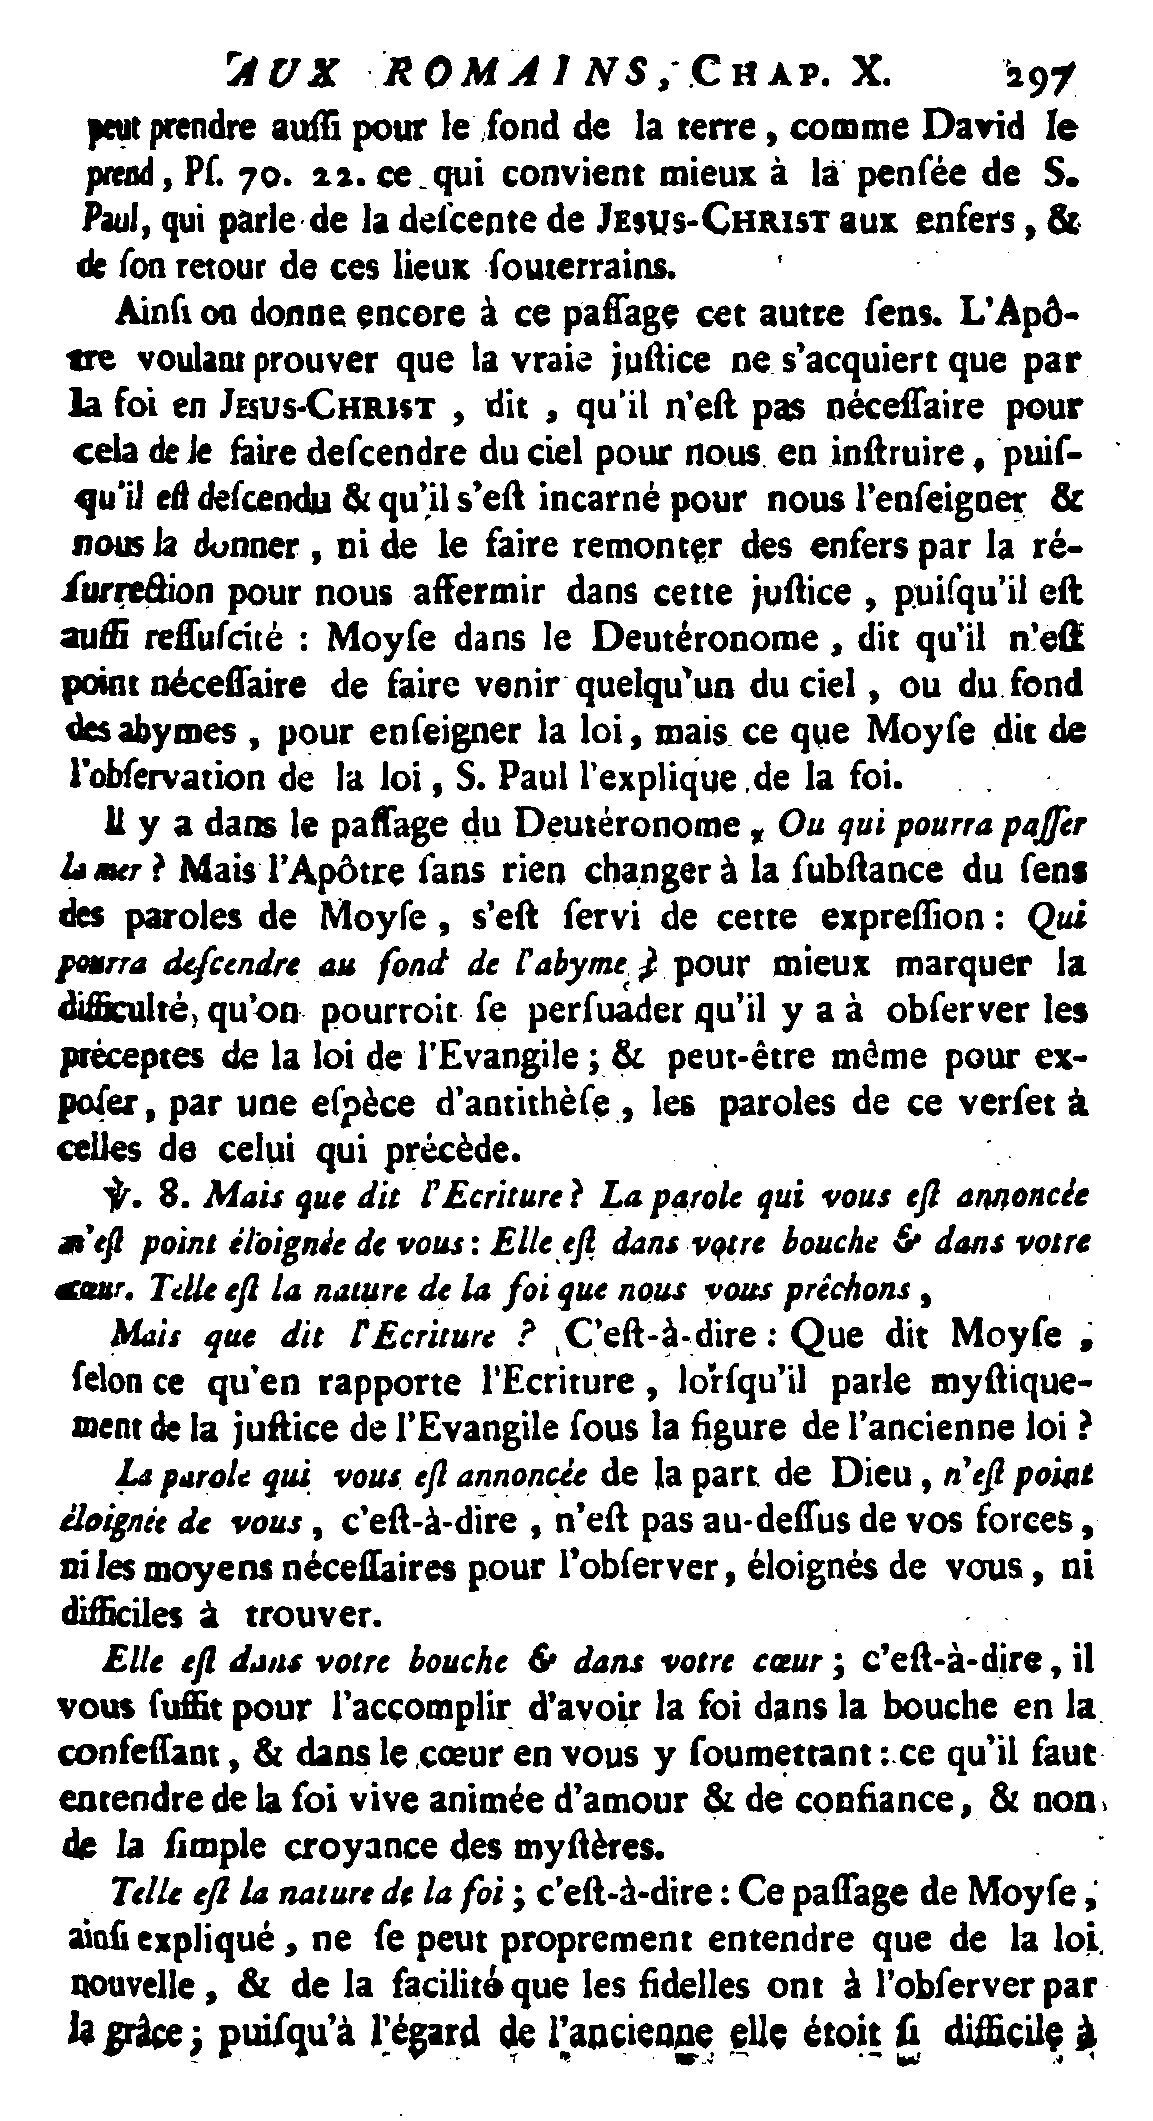 AUX ROMAINS, CHAP. X. 297
peut prendre auſſi pour le fond de la terre, comme David le
prend, Pſ. 70. 22. ce qui convient mieux à la penſée de S.
Paul, qui parle de la deſcente de JESUS-CHRIST aux enfers, &
de ſon retour de ces lieux ſouterrains.
Ainſi on donne encore à ce paſſage cet autre ſens. L'Apô-
tre voulant prouver que la vraie juſtice ne s'acquiert que par
la foi en JESUS-CHRIST, dit, qu'il n'eſt pas néceſſaire pour
cela de le faire deſcendre du ciel pour nous en inſtruire, puiſ-
qu'il eſt deſcendu & qu'il s'eſt incarné pour nous l'enſeigner &
nous la donner, ni de le faire remonter des enfers par la ré-
ſurrection pour nous affermir dans cette juſtice, puiſqu'il eſt
auſſi reſſuſcité : Moyſe dans le Deutéronome, dit qu'il n'eſt
point néceſſaire de faire venir quelqu'un du ciel, ou du fond
des abymes, pour enſeigner la loi, mais ce que Moyſe dit de
l'obſervation de la loi, S. Paul l'explique de la foi.
Il y a dans le paſſage du Deutéronome, Ou qui pourra paſſer
la mer ? Mais l'Apôtre ſans rien changer à la ſubſtance du ſens
des paroles de Moyſe, s'eſt ſervi de cette expreſſion : Qui
pourra deſcendre au fond de l'abyme ? pour mieux marquer la
difficulté, qu'on pourroit ſe perſuader qu'il y a à obſerver les
préceptes de la loi de l'Evangile ; & peut-être même pour ex-
poſer, par une eſpèce d'antithèſe, les paroles de ce verſet à
celles de celui qui précède.
℣. 8. Mais que dit l'Ecriture ? La parole qui vous eſt annoncée
n'eſt point éloignée de vous : Elle eſt dans votre bouche & dans votre
cœur. Telle eſt la nature de la foi que nous vous prêchons,
Mais que dit l'Ecriture ? C'eſt-à-dire : Que dit Moyſe,
ſelon ce qu'en rapporte l'Ecriture, lorſqu'il parle myſtique-
ment de la juſtice de l'Evangile ſous la figure de l'ancienne loi ?
La parole qui vous eſt annoncée de la part de Dieu, n'eſt point
éloignée de vous, c'eſt-à-dire, n'eſt pas au-deſſus de vos forces,
ni les moyens néceſſaires pour l'obſerver, éloignés de vous, ni
difficiles à trouver.
Elle eſt dans votre bouche & dans votre cœur ; c'eſt-à-dire, il
vous ſuffit pour l'accomplir d'avoir la foi dans la bouche en la
confeſſant, & dans le cœur en vous y ſoumettant : ce qu'il faut
entendre de la foi vive animée d'amour & de confiance, & non
de la ſimple croyance des myſtères.
Telle eſt la nature de la foi ; c'eſt-à-dire : Ce paſſage de Moyſe,
ainſi expliqué, ne ſe peut proprement entendre que de la loi
nouvelle, & de la facilité que les fidelles ont à l'obſerver par
la grâce ; puiſqu'à l'égard de l'ancienne elle étoit ſi difficile à